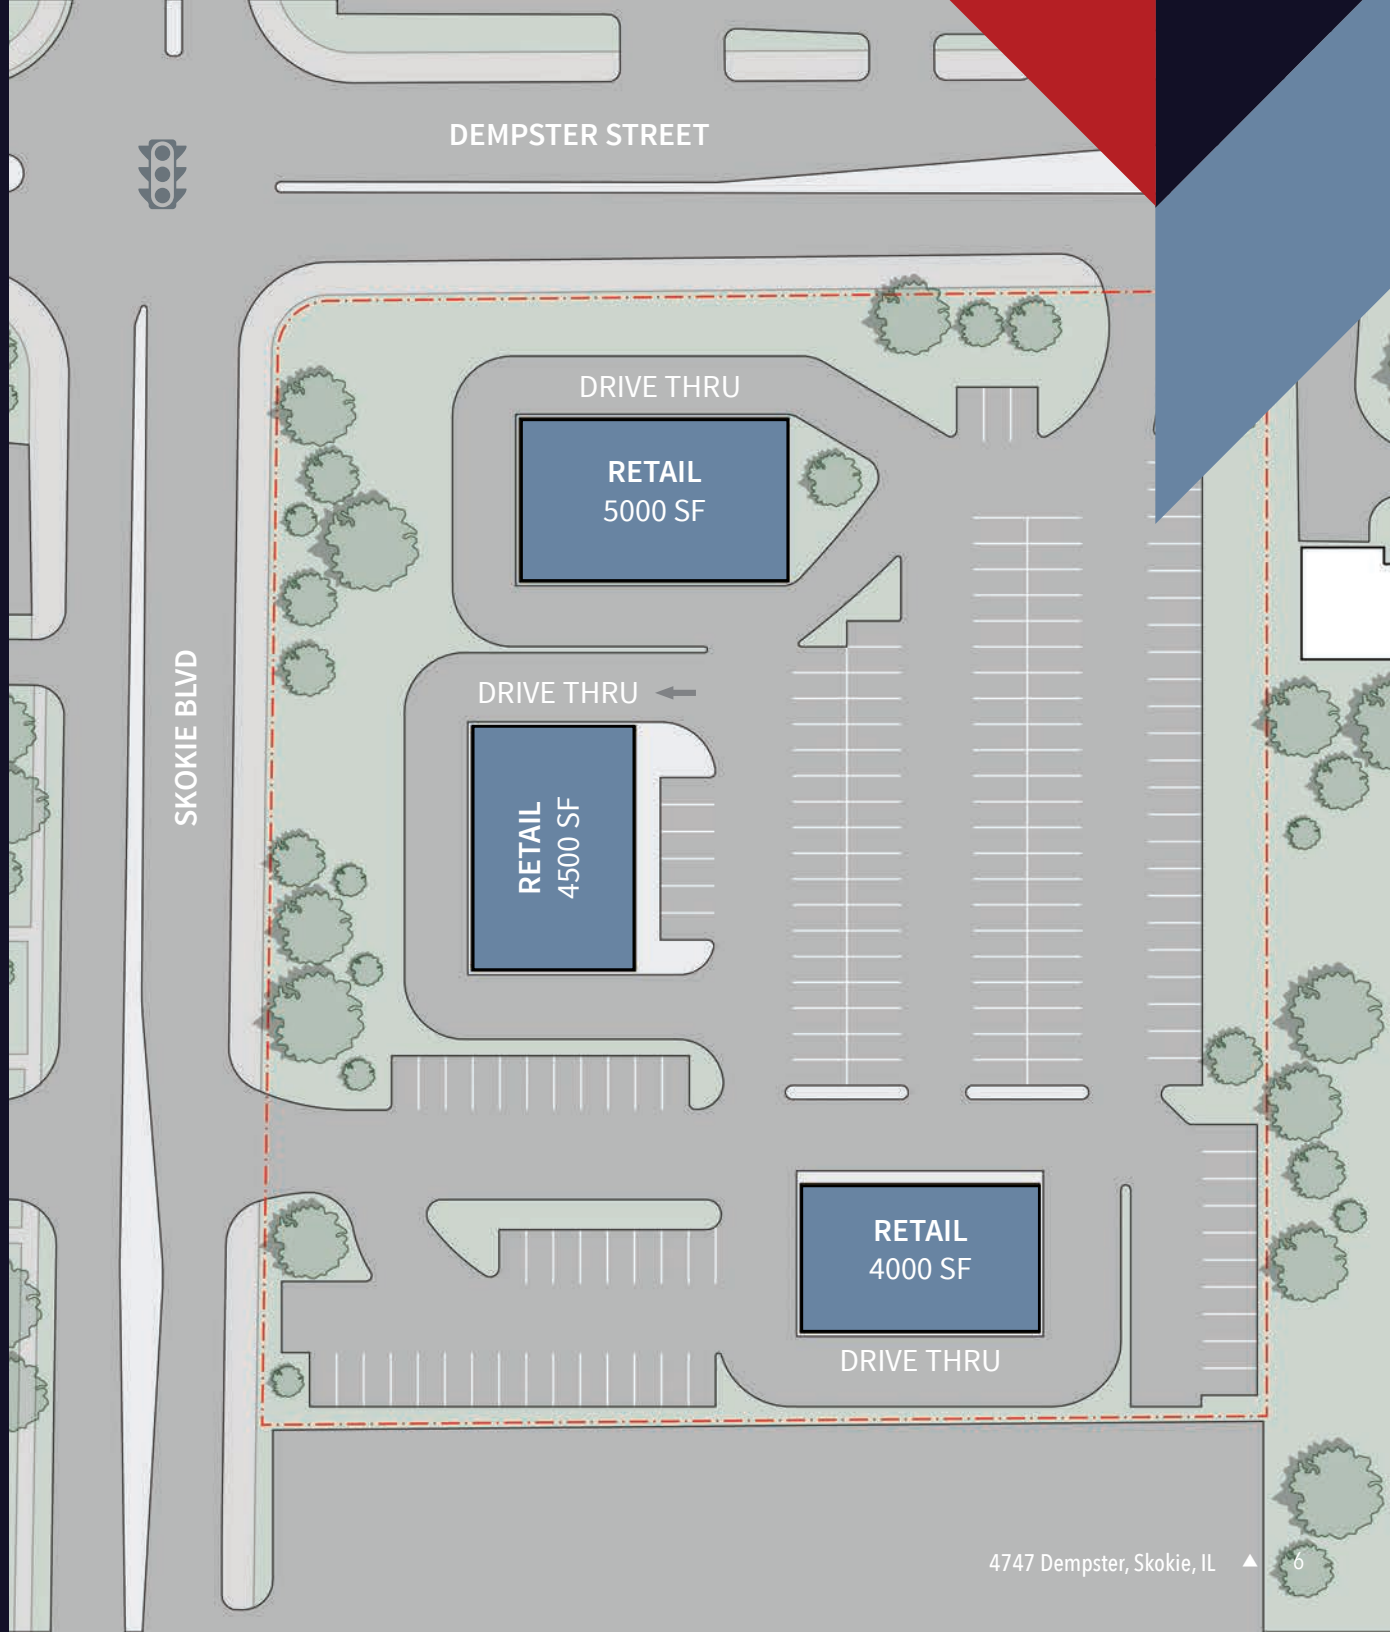 DEMPSTER STREET
DRIVE THRU
RETAIL
5000 SF
DRIVE THRU
SKOKIE BLVD
RETAIL
4500 SF
RETAIL
4000 SF
DRIVE THRU
4747 Dempster, Skokie, IL
6